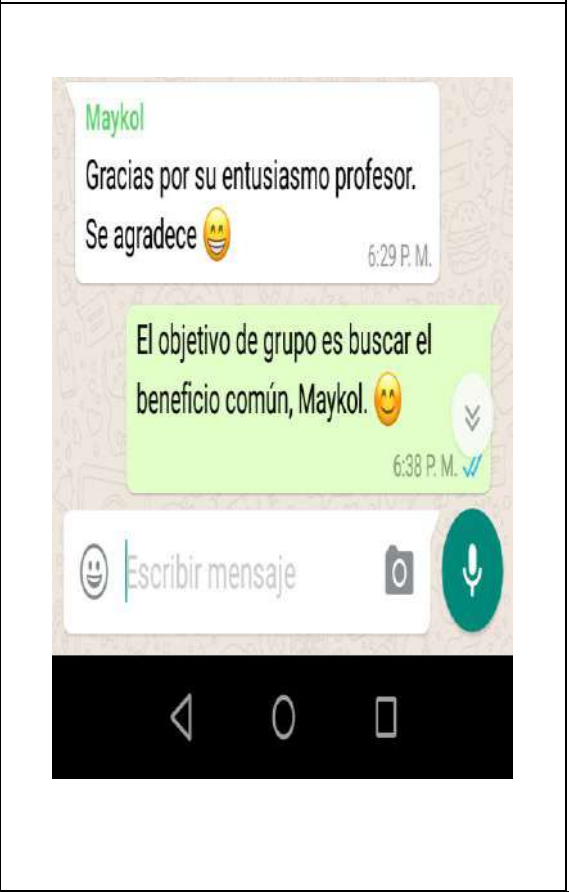 Maykol
Gracias por su entusiasmo profesor.
Se agradece 😁
6:29 P. M.
El objetivo de grupo es buscar el
beneficio común, Maykol. 😊
6:38 P. M.
Escribir mensaje